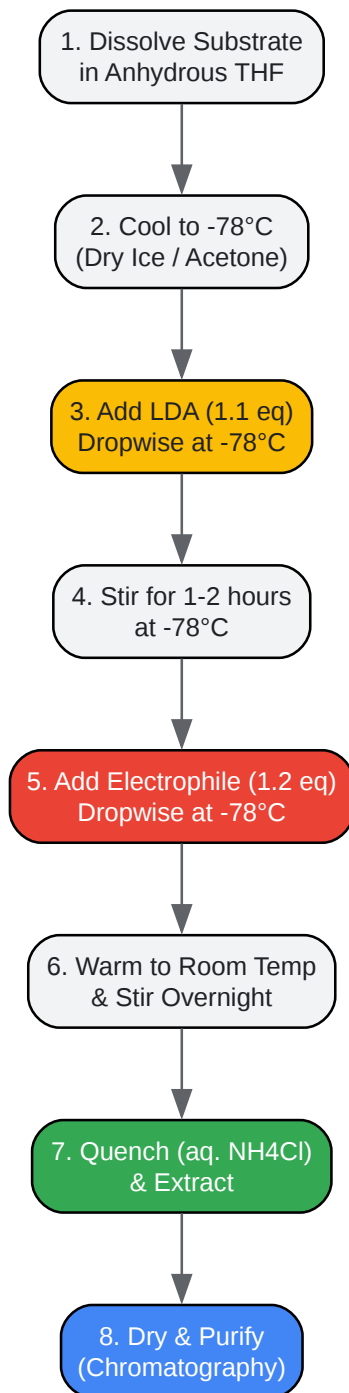 1. Dissolve Substrate
in Anhydrous THF
2. Cool to -78°C
(Dry Ice / Acetone)
3. Add LDA (1.1 eq)
Dropwise at -78°C
4. Stir for 1-2 hours
at -78°C
5. Add Electrophile (1.2 eq)
Dropwise at -78°C
6. Warm to Room Temp
& Stir Overnight
7. Quench (aq. NH4Cl)
& Extract
8. Dry & Purify
(Chromatography)